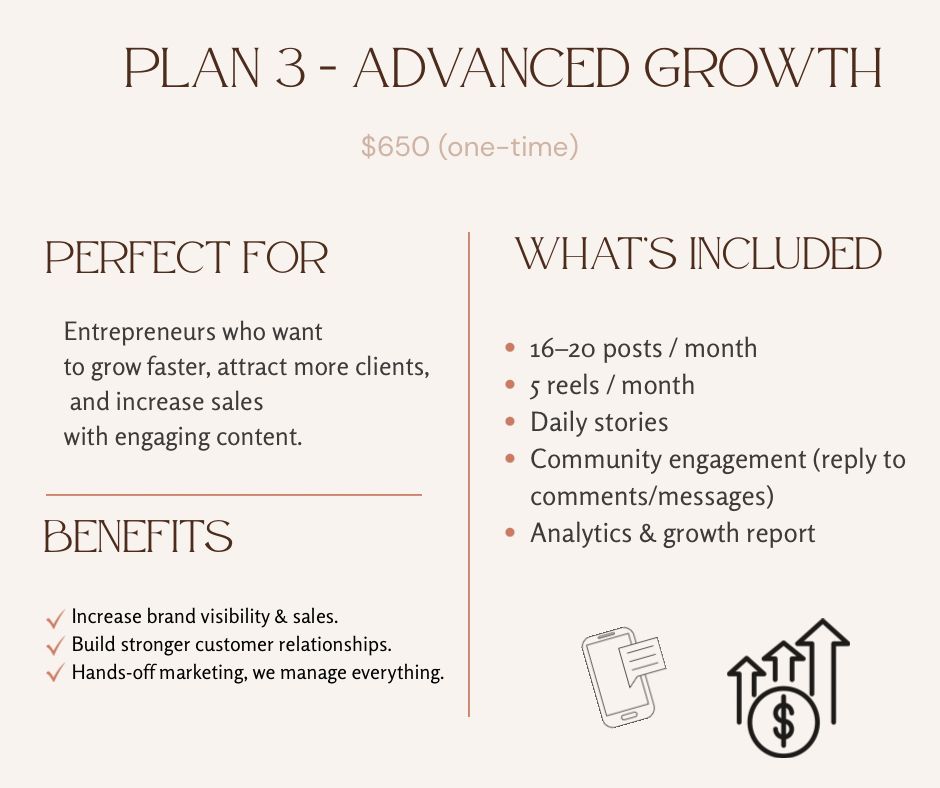 PLAN 3 - ADVANCED GROWTH
$650 (one-time)
PERFECT FOR
Entrepreneurs who want
to grow faster, attract more clients,
and increase sales
with engaging content.
BENEFITS
Increase brand visibility & sales.
Build stronger customer relationships.
Hands-off marketing, we manage everything.
WHAT'S INCLUDED
16–20 posts / month
5 reels / month
Daily stories
Community engagement (reply to
comments/messages)
Analytics & growth report
$